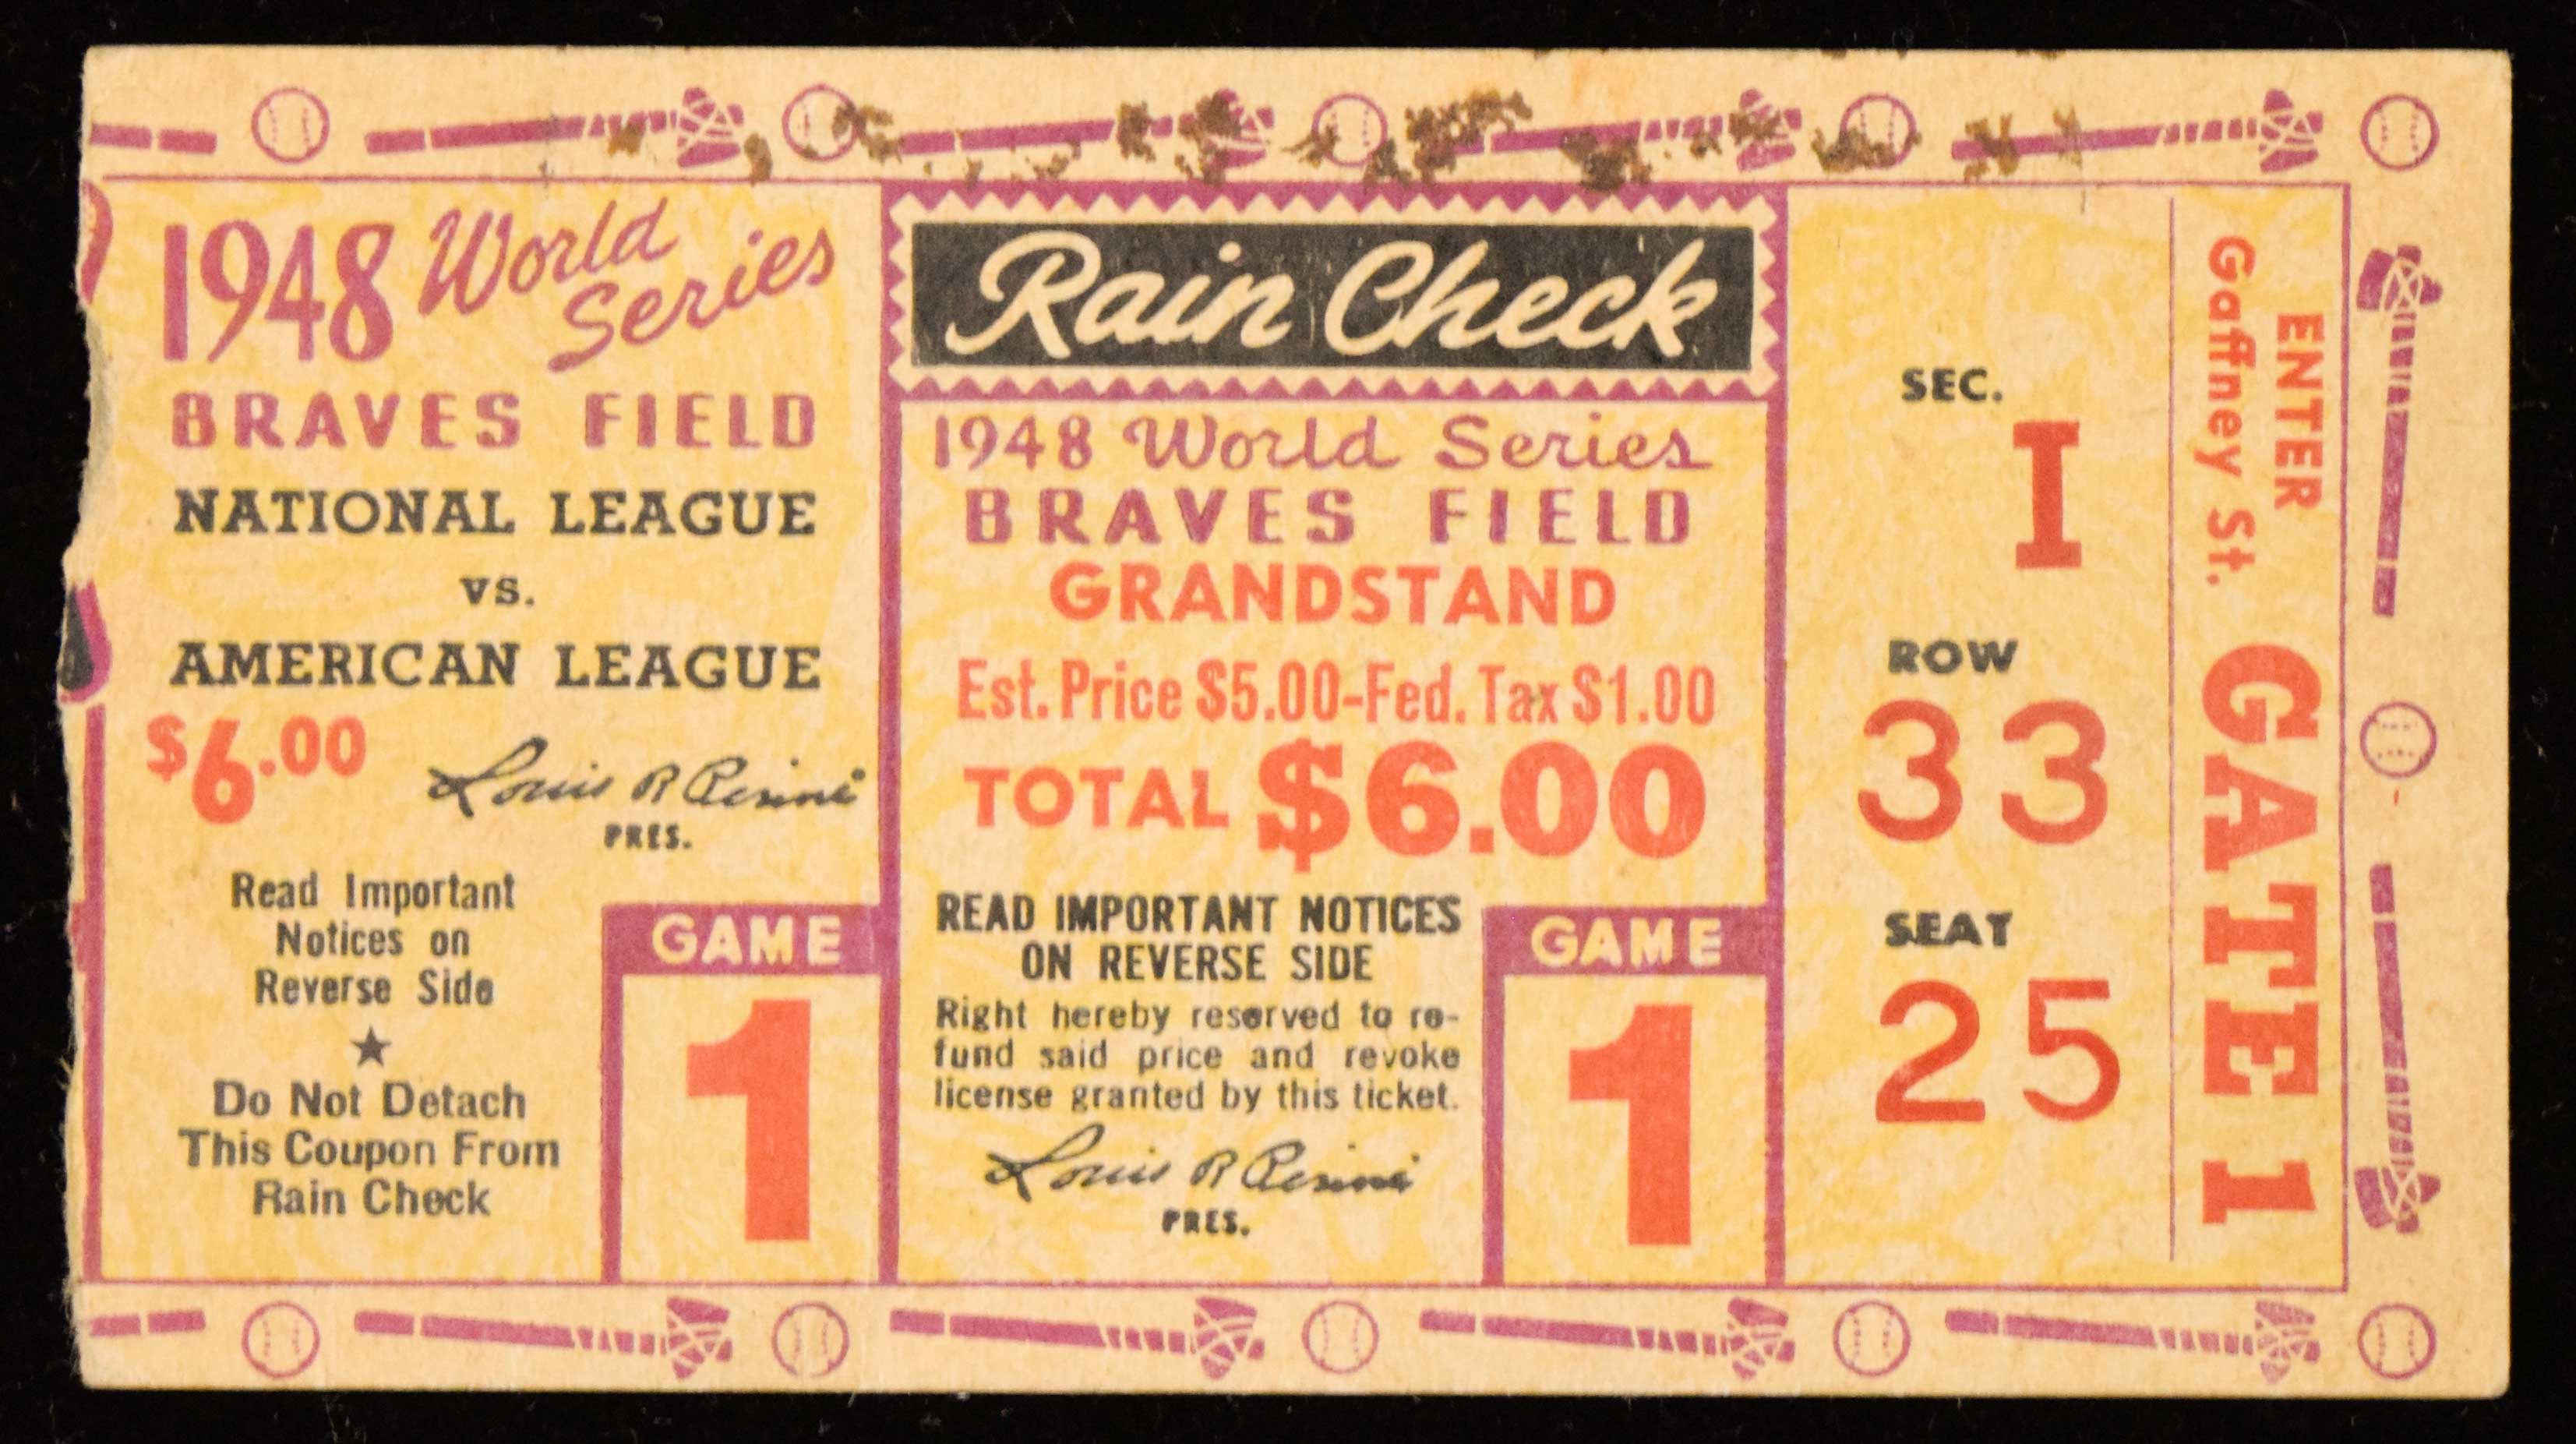 1948 World
Series
BRAVES FIELD
NATIONAL LEAGUE
vs.
AMERICAN LEAGUE
$6.00
Louis R Perini
PRES.
Read Important
Notices on
Reverse Side
★
Do Not Detach
This Coupon From
Rain Check
GAME
1
Rain Check
1948 World Series
BRAVES FIELD
GRANDSTAND
Est. Price $5.00-Fed. Tax $1.00
TOTAL $6.00
READ IMPORTANT NOTICES
ON REVERSE SIDE
Right hereby reserved to re-
fund said price and revoke
license granted by this ticket.
Louis R Perini
PRES.
GAME
1
SEC.
I
ROW
33
SEAT
25
ENTER
Gaffney St.
GATE 1